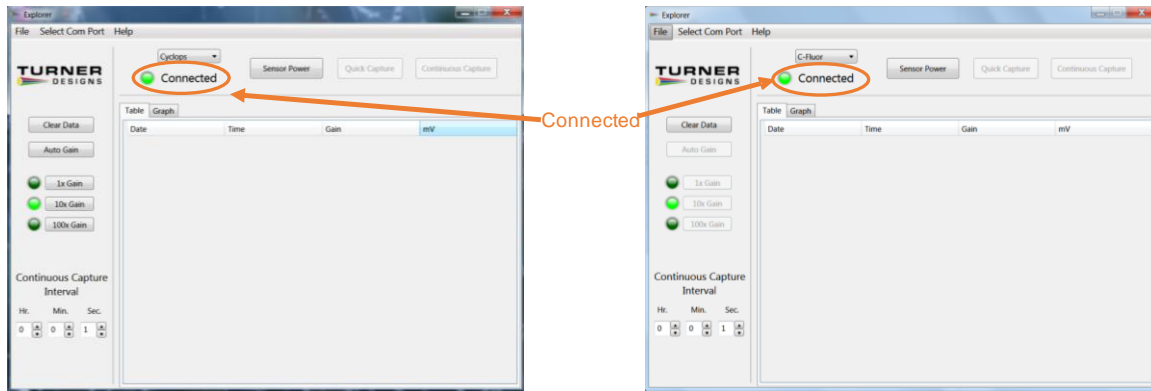 Explorer
File Select Com Port Help
TURNER
DESIGNS
Cyclops
Connected
Sensor Power
Quick Capture
Continuous Capture
Table Graph
Date Time Gain mV
Clear Data
Auto Gain
1x Gain
10x Gain
100x Gain
Continuous Capture
Interval
Hr. Min. Sec.
0 0 1
Connected
Explorer
File Select Com Port Help
TURNER
DESIGNS
C-Fluor
Connected
Sensor Power
Quick Capture
Continuous Capture
Table Graph
Date Time Gain mV
Clear Data
Auto Gain
1x Gain
10x Gain
100x Gain
Continuous Capture
Interval
Hr. Min. Sec.
0 0 1